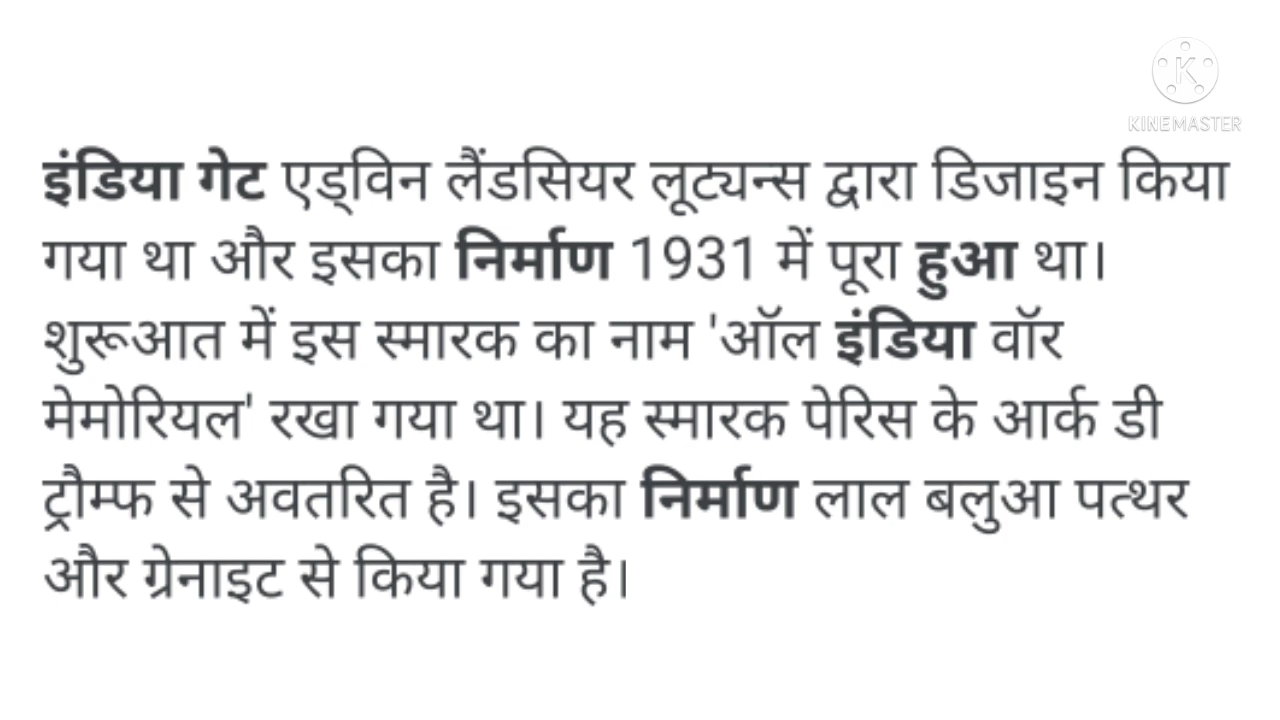 KINEMASTER
इंडिया गेट एड्विन लैंडसियर लूट्यन्स द्वारा डिजाइन किया
गया था और इसका निर्माण 1931 में पूरा हुआ था।
शुरूआत में इस स्मारक का नाम 'ऑल इंडिया वॉर
मेमोरियल' रखा गया था। यह स्मारक पेरिस के आर्क डी
ट्रौम्फ से अवतरित है। इसका निर्माण लाल बलुआ पत्थर
और ग्रेनाइट से किया गया है।